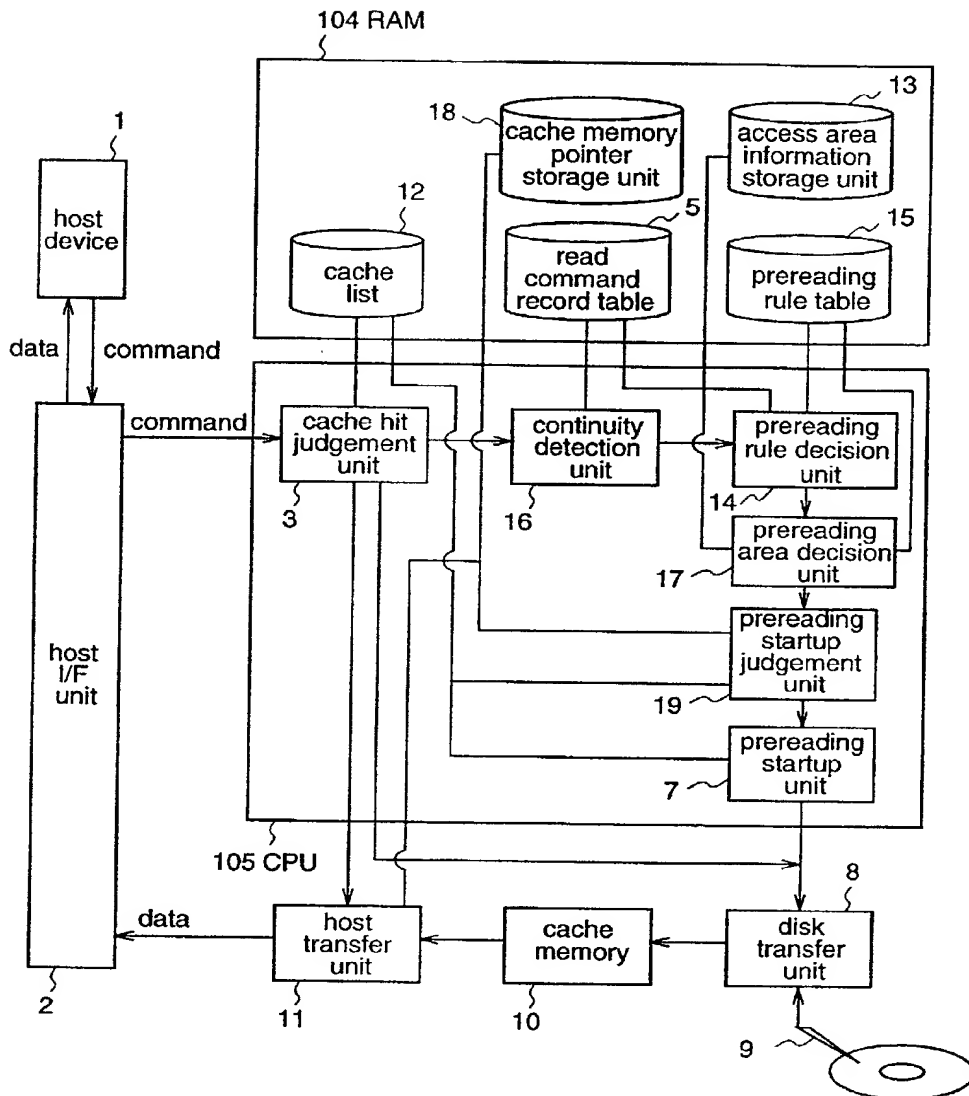 104 RAM
18
cache memory
pointer
storage unit
13
access area
information
storage unit
1
host
device
12
cache
list
5
read
command
record table
15
prereading
rule table
data
command
command
cache hit
judgement
unit
3
continuity
detection
unit
16
prereading
rule decision
unit
14
prereading
area decision
unit
17
prereading
startup
judgement
unit
19
prereading
startup
unit
7
host
I/F
unit
2
105 CPU
data
host
transfer
unit
11
cache
memory
10
8
disk
transfer
unit
9